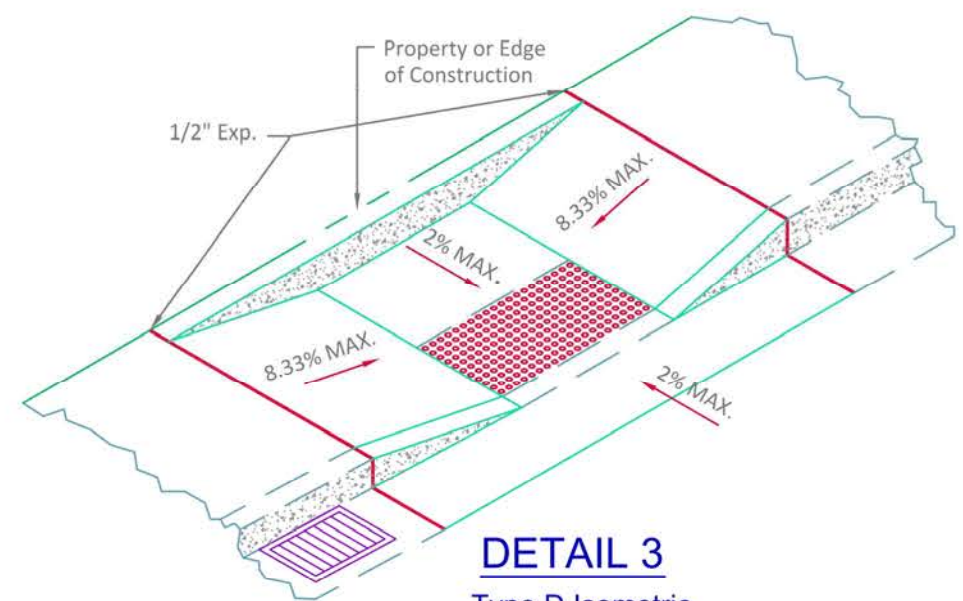 Property or Edge
of Construction
1/2" Exp.
8.33% MAX.
2% MAX.
8.33% MAX.
2% MAX.
DETAIL 3